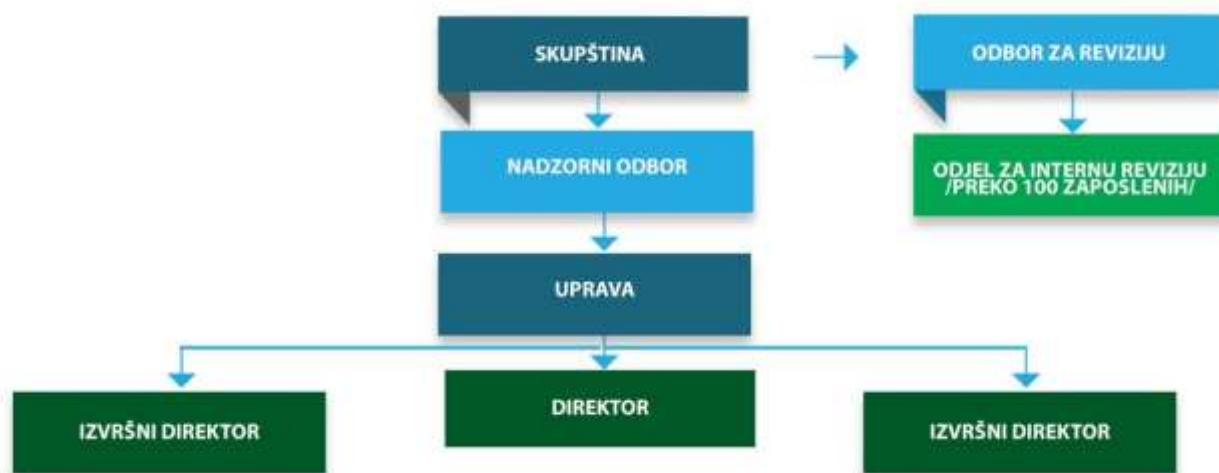 SKUPŠTINA
ODBOR ZA REVIZIJU
NADZORNI ODBOR
ODJEL ZA INTERNU REVIZIJU
/PREKO 100 ZAPOSLENIH/
UPRAVA
IZVRŠNI DIREKTOR
DIREKTOR
IZVRŠNI DIREKTOR